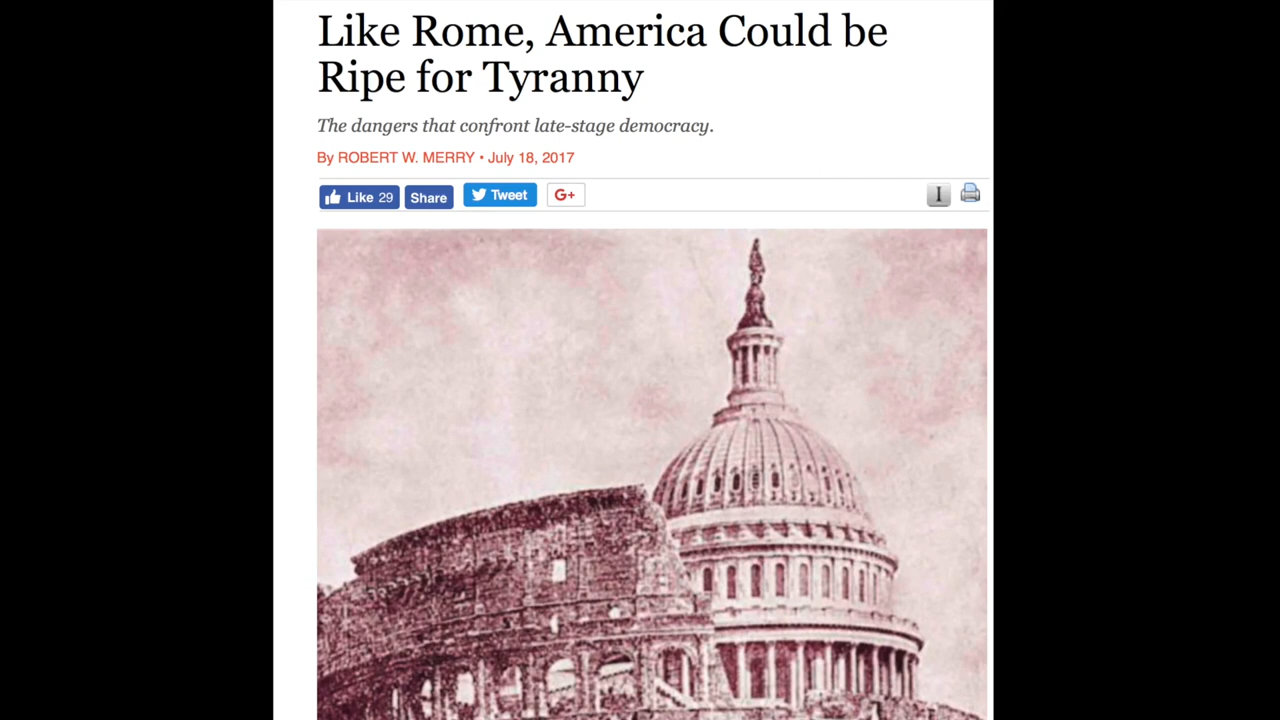 Like Rome, America Could be
Ripe for Tyranny
The dangers that confront late-stage democracy.
By ROBERT W. MERRY • July 18, 2017
Like 29 Share Tweet G+ I